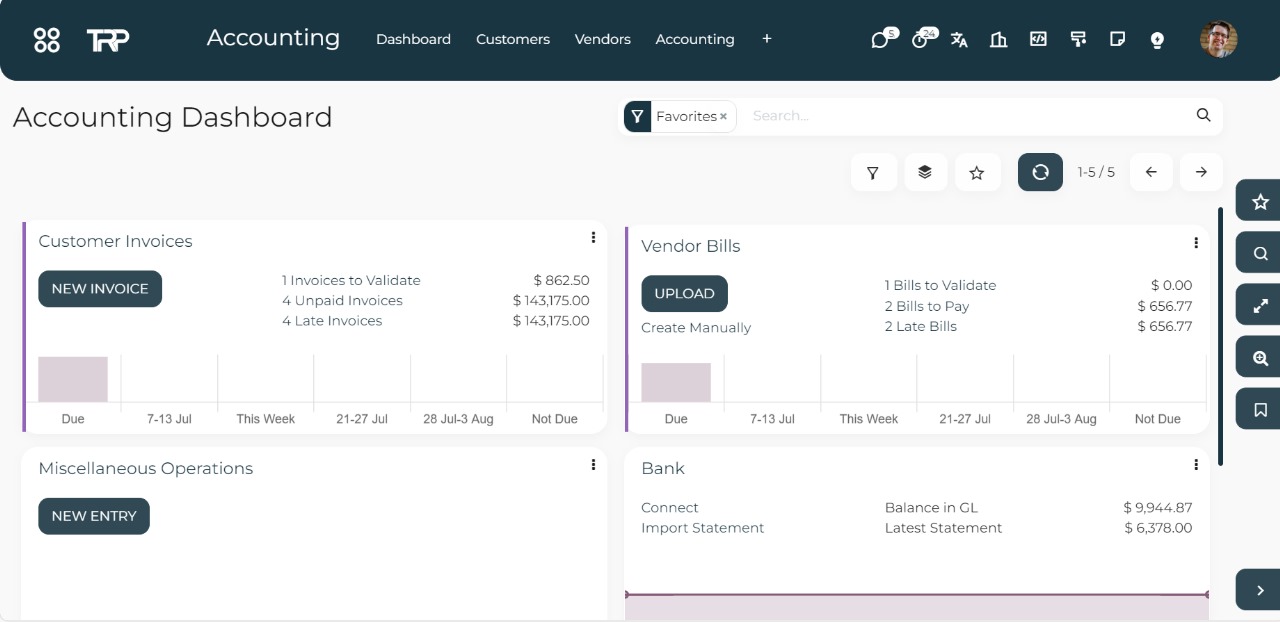 TRP Accounting Dashboard Customers Vendors Accounting + 5 24
Accounting Dashboard
Favorites × Search...
1-5 / 5
Customer Invoices
NEW INVOICE
1 Invoices to Validate $ 862.50
4 Unpaid Invoices $ 143,175.00
4 Late Invoices $ 143,175.00
Due 7-13 Jul This Week 21-27 Jul 28 Jul-3 Aug Not Due
Vendor Bills
UPLOAD
Create Manually
1 Bills to Validate $ 0.00
2 Bills to Pay $ 656.77
2 Late Bills $ 656.77
Due 7-13 Jul This Week 21-27 Jul 28 Jul-3 Aug Not Due
Miscellaneous Operations
NEW ENTRY
Bank
Connect
Import Statement
Balance in GL $ 9,944.87
Latest Statement $ 6,378.00